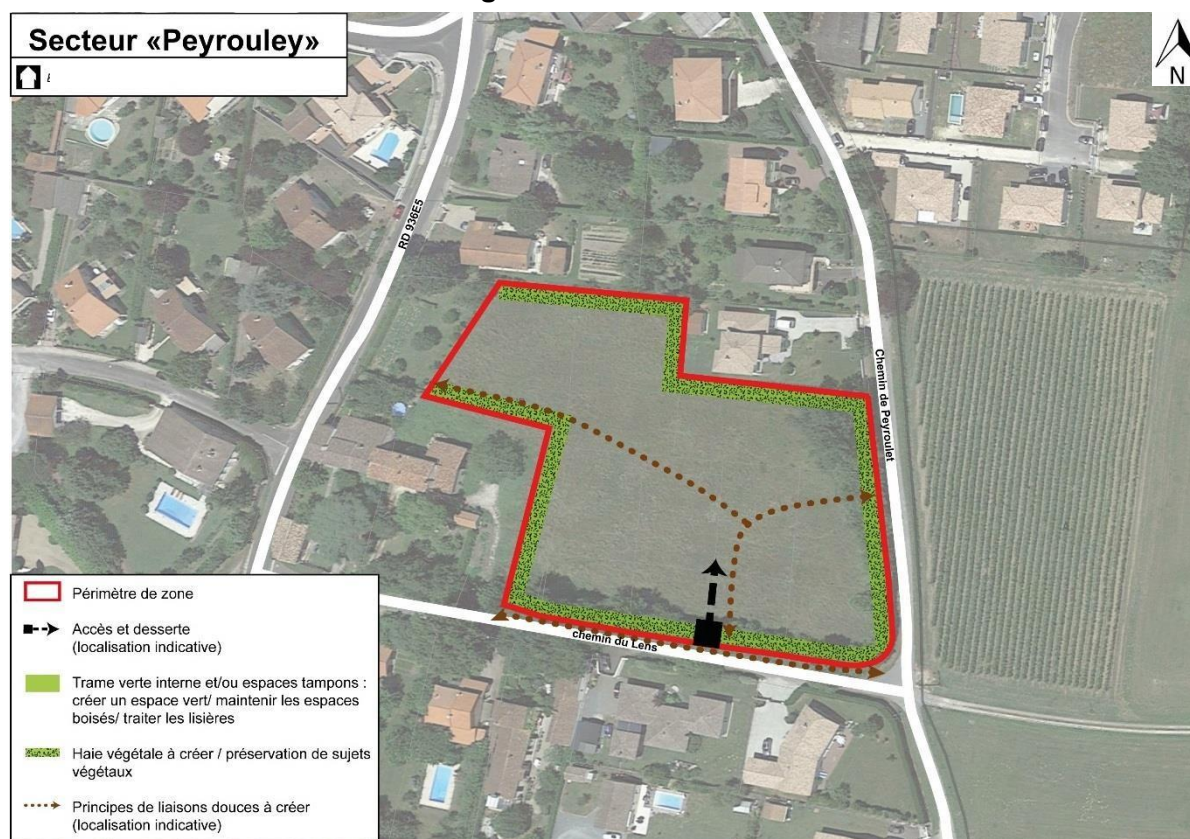 Secteur «Peyrouley»
N
RD 936E5
Chemin de Peyroulet
chemin du Lens
Périmètre de zone
Accès et desserte
(localisation indicative)
Trame verte interne et/ou espaces tampons :
créer un espace vert/ maintenir les espaces
boisés/ traiter les lisières
Haie végétale à créer / préservation de sujets
végétaux
Principes de liaisons douces à créer
(localisation indicative)